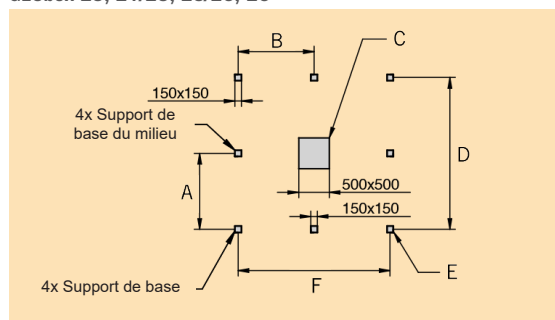 B
C
150x150
4x Support de
base du milieu
D
A
500x500
150x150
4x Support de base
F
E